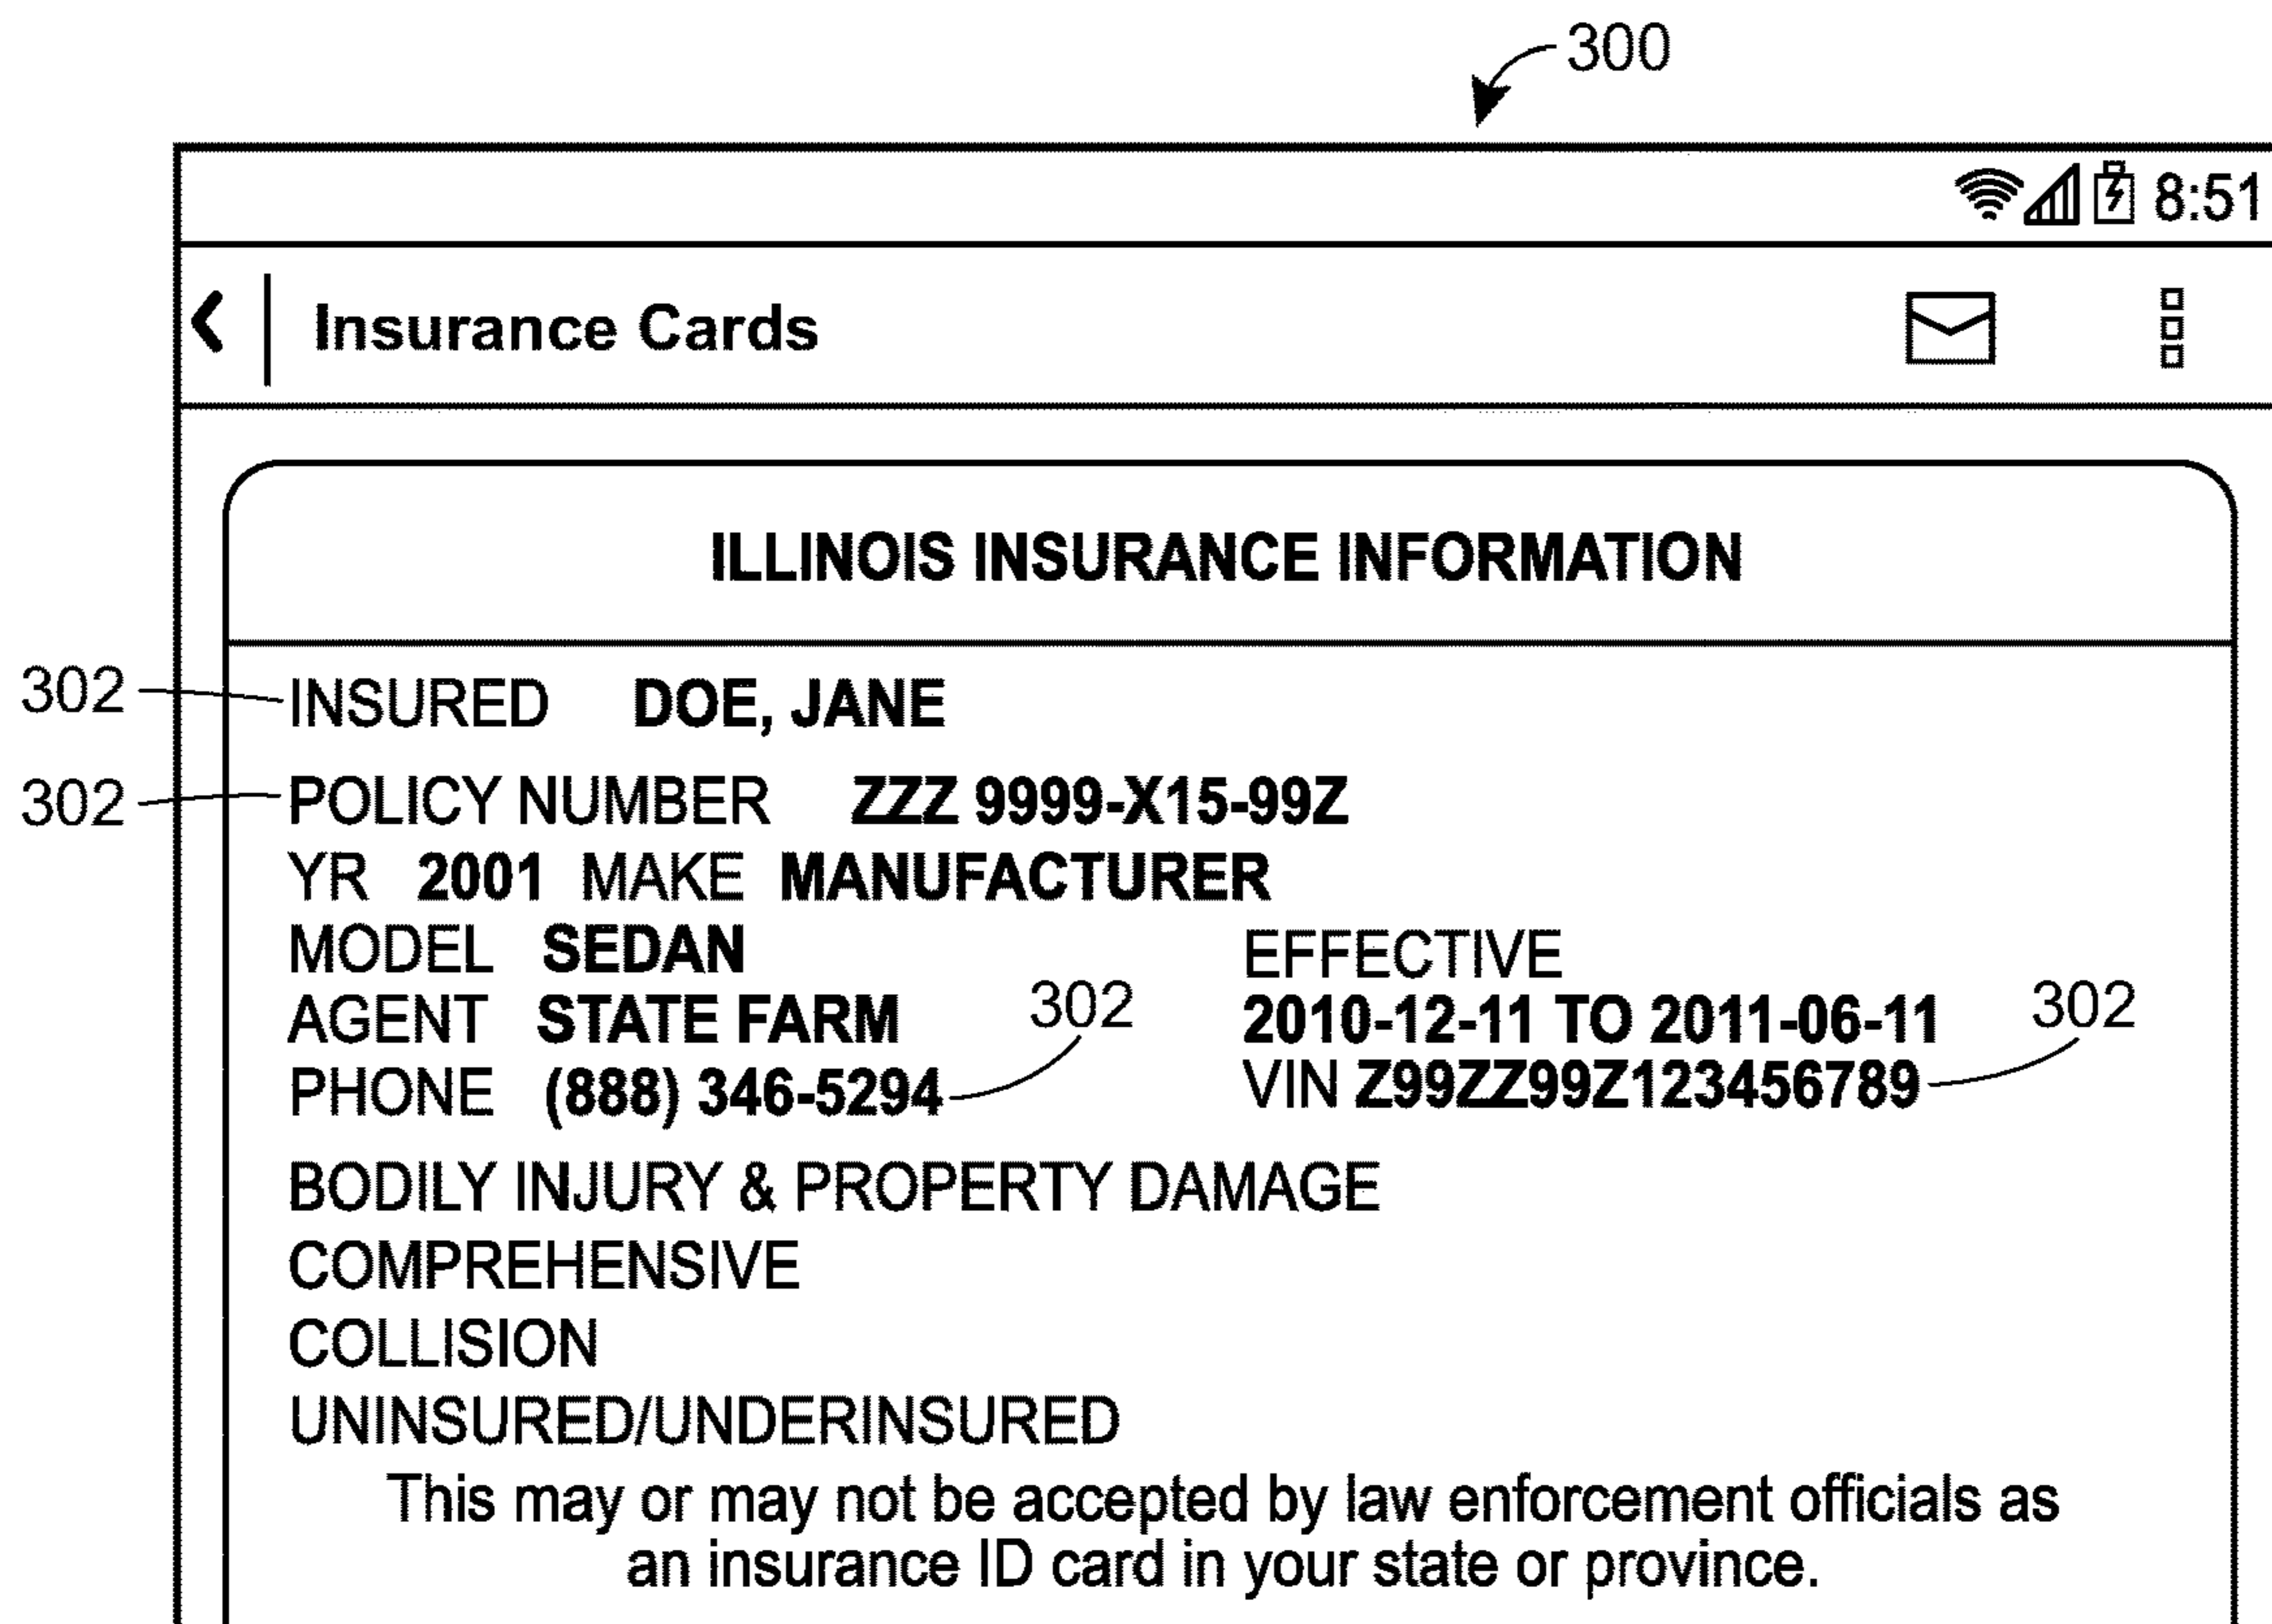 300
8:51
Insurance Cards
ILLINOIS INSURANCE INFORMATION
302 INSURED DOE, JANE
302 POLICY NUMBER ZZZ 9999-X15-99Z
YR 2001 MAKE MANUFACTURER
MODEL SEDAN EFFECTIVE
AGENT STATE FARM 302 2010-12-11 TO 2011-06-11 302
PHONE (888) 346-5294 VIN Z99ZZ99Z123456789
BODILY INJURY & PROPERTY DAMAGE
COMPREHENSIVE
COLLISION
UNINSURED/UNDERINSURED
This may or may not be accepted by law enforcement officials as
an insurance ID card in your state or province.